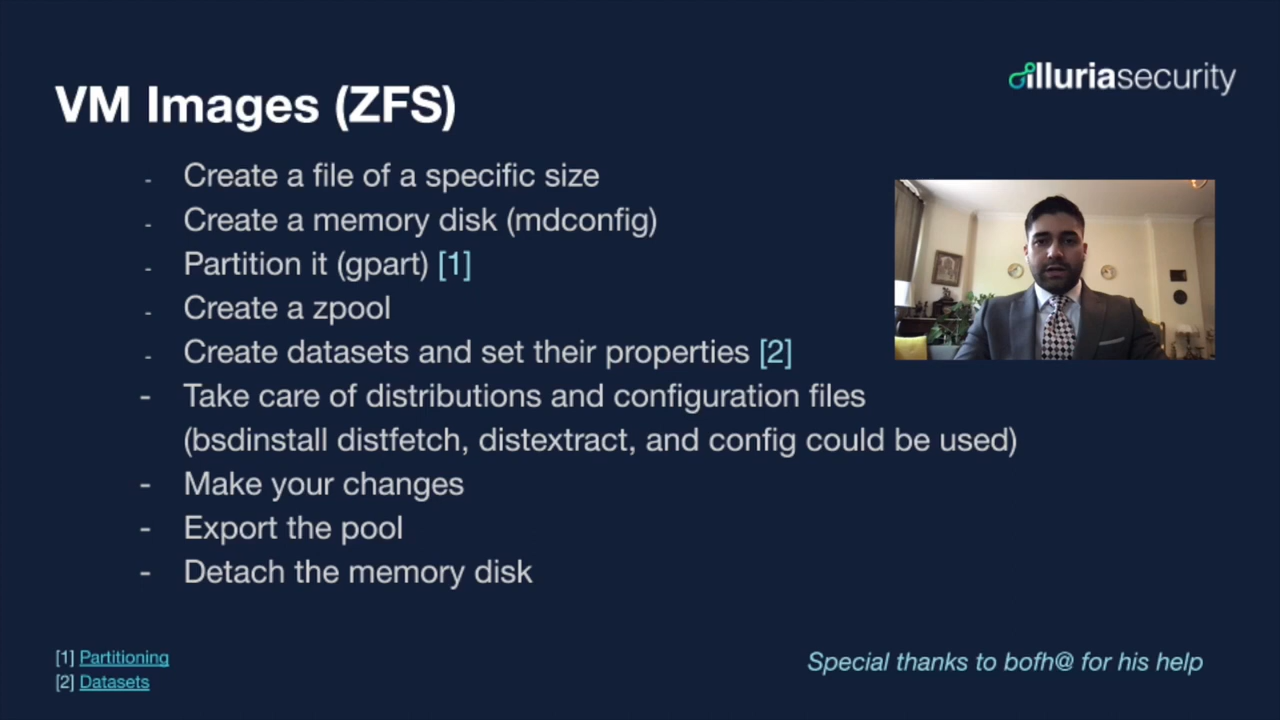 illuriasecurity
VM Images (ZFS)
- Create a file of a specific size
- Create a memory disk (mdconfig)
- Partition it (gpart) [1]
- Create a zpool
- Create datasets and set their properties [2]
- Take care of distributions and configuration files
(bsdinstall distfetch, distextract, and config could be used)
- Make your changes
- Export the pool
- Detach the memory disk
[1] Partitioning
[2] Datasets
Special thanks to bofh@ for his help